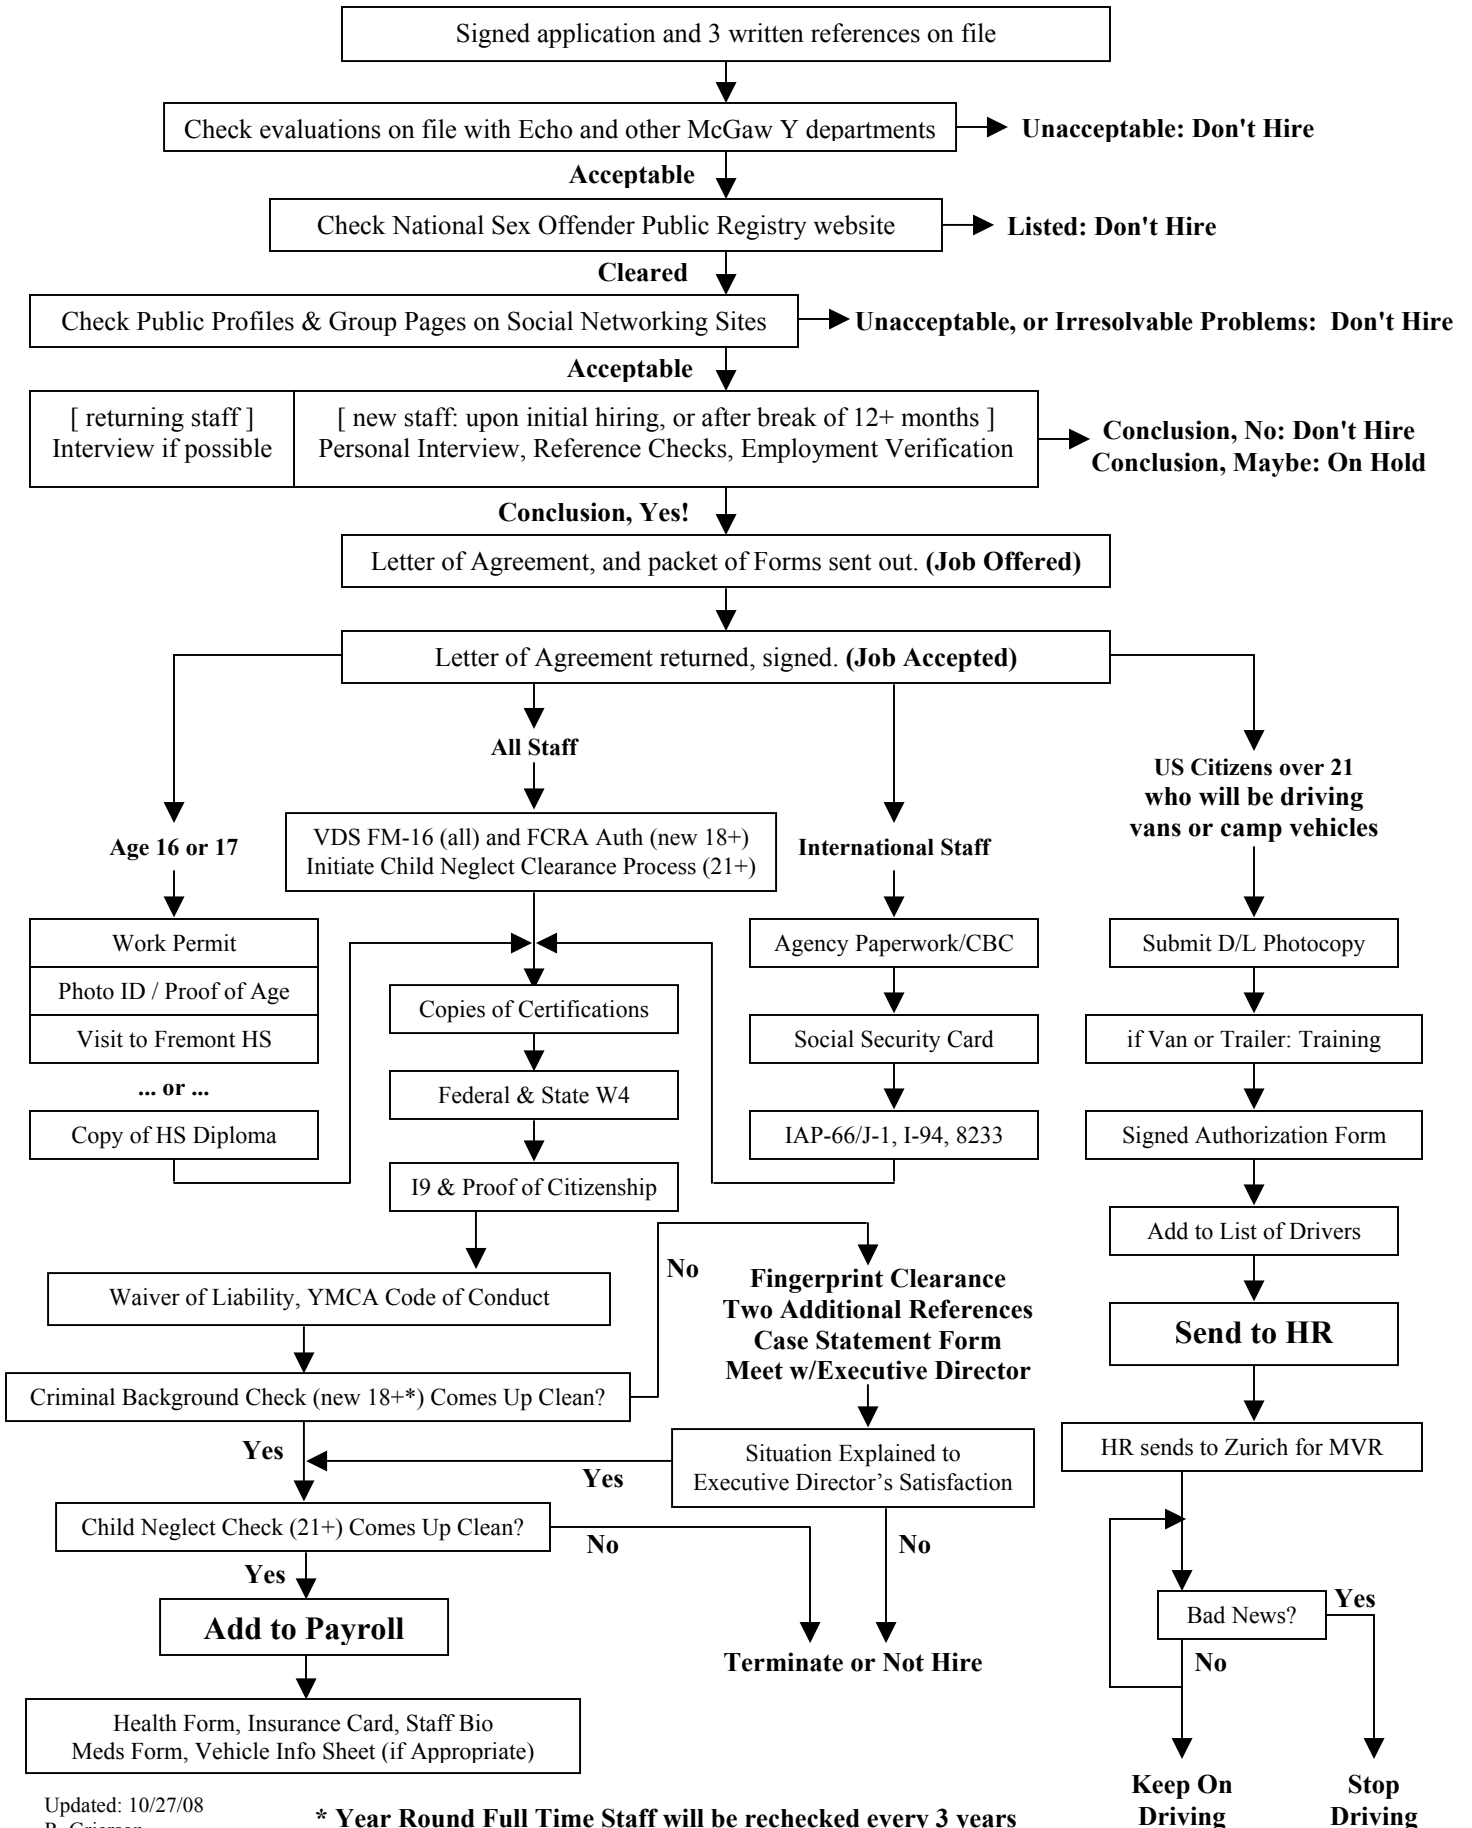 Signed application and 3 written references on file
Check evaluations on file with Echo and other McGaw Y departments
Unacceptable: Don't Hire
Acceptable
Check National Sex Offender Public Registry website
Listed: Don't Hire
Cleared
Check Public Profiles & Group Pages on Social Networking Sites
Unacceptable, or Irresolvable Problems: Don't Hire
Acceptable
[ returning staff ]
Interview if possible
[ new staff: upon initial hiring, or after break of 12+ months ]
Personal Interview, Reference Checks, Employment Verification
Conclusion, No: Don't Hire
Conclusion, Maybe: On Hold
Conclusion, Yes!
Letter of Agreement, and packet of Forms sent out. (Job Offered)
Letter of Agreement returned, signed. (Job Accepted)
Age 16 or 17
Work Permit
Photo ID / Proof of Age
Visit to Fremont HS
... or ...
Copy of HS Diploma
All Staff
VDS FM-16 (all) and FCRA Auth (new 18+)
Initiate Child Neglect Clearance Process (21+)
Copies of Certifications
Federal & State W4
I9 & Proof of Citizenship
International Staff
Agency Paperwork/CBC
Social Security Card
IAP-66/J-1, I-94, 8233
US Citizens over 21
who will be driving
vans or camp vehicles
Submit D/L Photocopy
if Van or Trailer: Training
Signed Authorization Form
Add to List of Drivers
Send to HR
HR sends to Zurich for MVR
Bad News?
Yes
No
Keep On
Driving
Stop
Driving
Waiver of Liability, YMCA Code of Conduct
Criminal Background Check (new 18+*) Comes Up Clean?
No
Fingerprint Clearance
Two Additional References
Case Statement Form
Meet w/Executive Director
Situation Explained to
Executive Director’s Satisfaction
Yes
Yes
No
Child Neglect Check (21+) Comes Up Clean?
No
Terminate or Not Hire
Yes
Add to Payroll
Health Form, Insurance Card, Staff Bio
Meds Form, Vehicle Info Sheet (if Appropriate)
Updated: 10/27/08
* Year Round Full Time Staff will be rechecked every 3 years